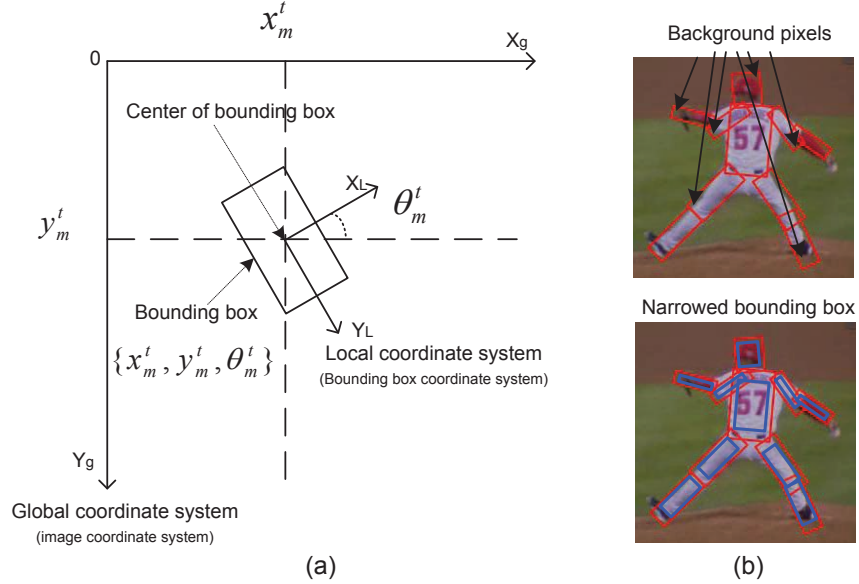 x_m^t
0
X_g
Center of bounding box
X_L
θ_m^t
y_m^t
Bounding box
Y_L
{x_m^t, y_m^t, θ_m^t}
Local coordinate system
(Bounding box coordinate system)
Y_g
Global coordinate system
(image coordinate system)
(a)
Background pixels
57
Narrowed bounding box
57
(b)